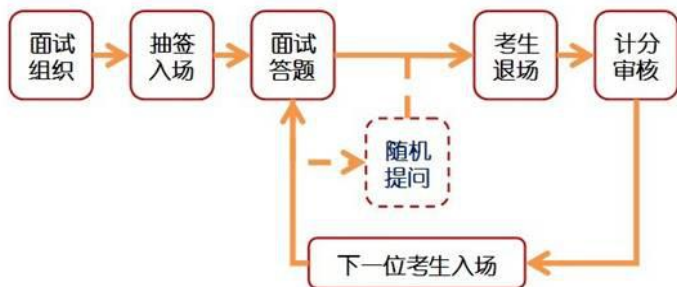 面试
组织
抽签
入场
面试
答题
考生
退场
计分
审核
随机
提问
下一位考生入场